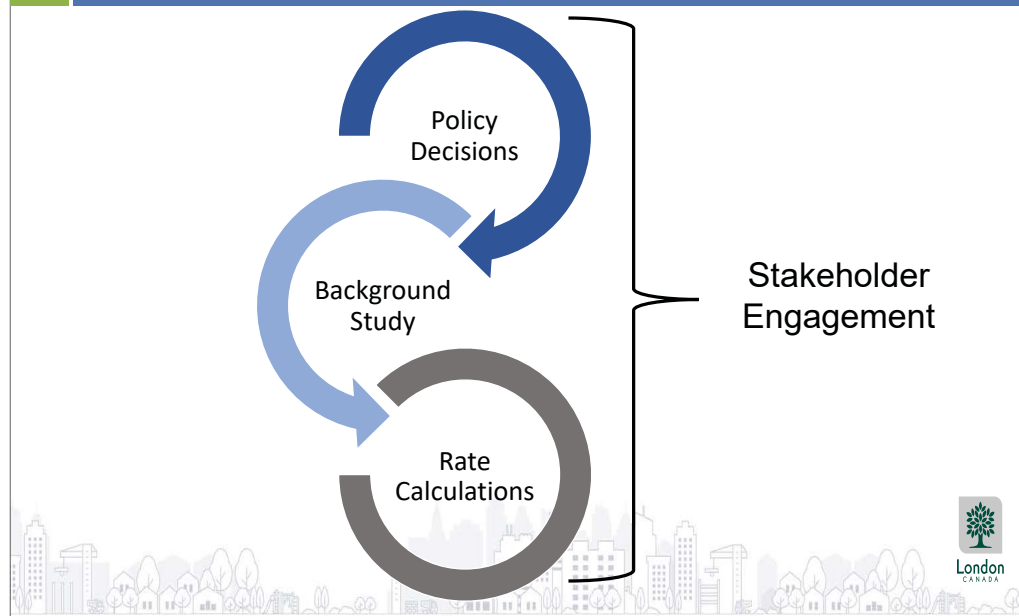 Policy
Decisions
Background
Study
Rate
Calculations
Stakeholder
Engagement
London
CANADA